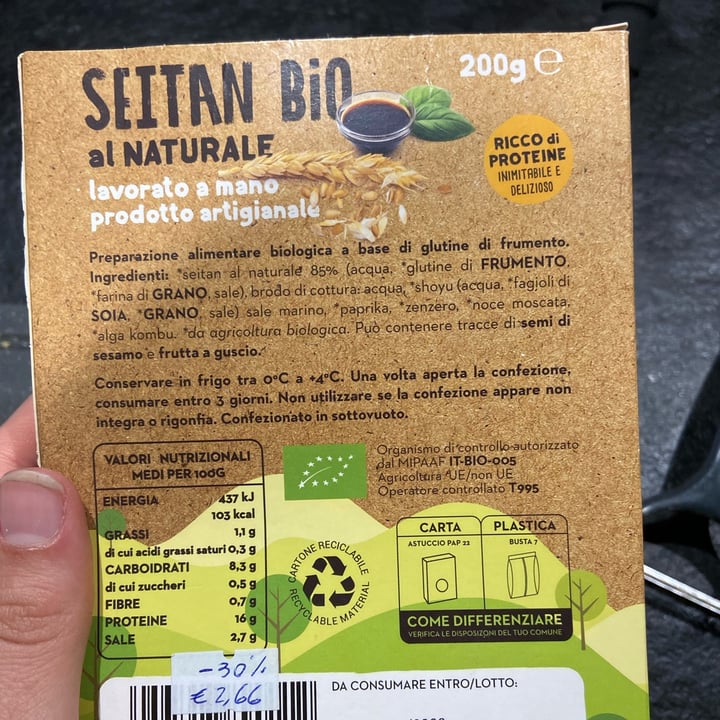 SEITAN BiO
200g ℮
al NATURALE
lavorato a mano
prodotto artigianale
RICCO di
PROTEINE
INIMITABILE E
DELIZIOSO
Preparazione alimentare biologica a base di glutine di frumento.
Ingredienti: *seitan al naturale 85% (acqua, *glutine di FRUMENTO,
*farina di GRANO, sale), brodo di cottura: acqua, *shoyu (acqua, *fagioli di
SOIA, *GRANO, sale) sale marino, *paprika, *zenzero, *noce moscata,
*alga kombu. *da agricoltura biologica. Può contenere tracce di semi di
sesamo e frutta a guscio.
Conservare in frigo tra 0°C a +4°C. Una volta aperta la confezione,
consumare entro 3 giorni. Non utilizzare se la confezione appare non
integra o rigonfia. Confezionato in sottovuoto.
VALORI NUTRIZIONALI
MEDI PER 100G
ENERGIA 437 kJ
103 kcal
GRASSI 1,1 g
di cui acidi grassi saturi 0,3 g
CARBOIDRATI 8,3 g
di cui zuccheri 0,5 g
FIBRE 0,7 g
PROTEINE 16 g
SALE 2,7 g
Organismo di controllo autorizzato
dal MIPAAF IT-BIO-005
Agricoltura UE/non UE
Operatore controllato T995
CARTONE RICICLABILE
RECYCLABLE MATERIAL
CARTA
ASTUCCIO PAP 22
PLASTICA
BUSTA 7
COME DIFFERENZIARE
VERIFICA LE DISPOSIZONI DEL TUO COMUNE
-30%
€2,66
DA CONSUMARE ENTRO/LOTTO: